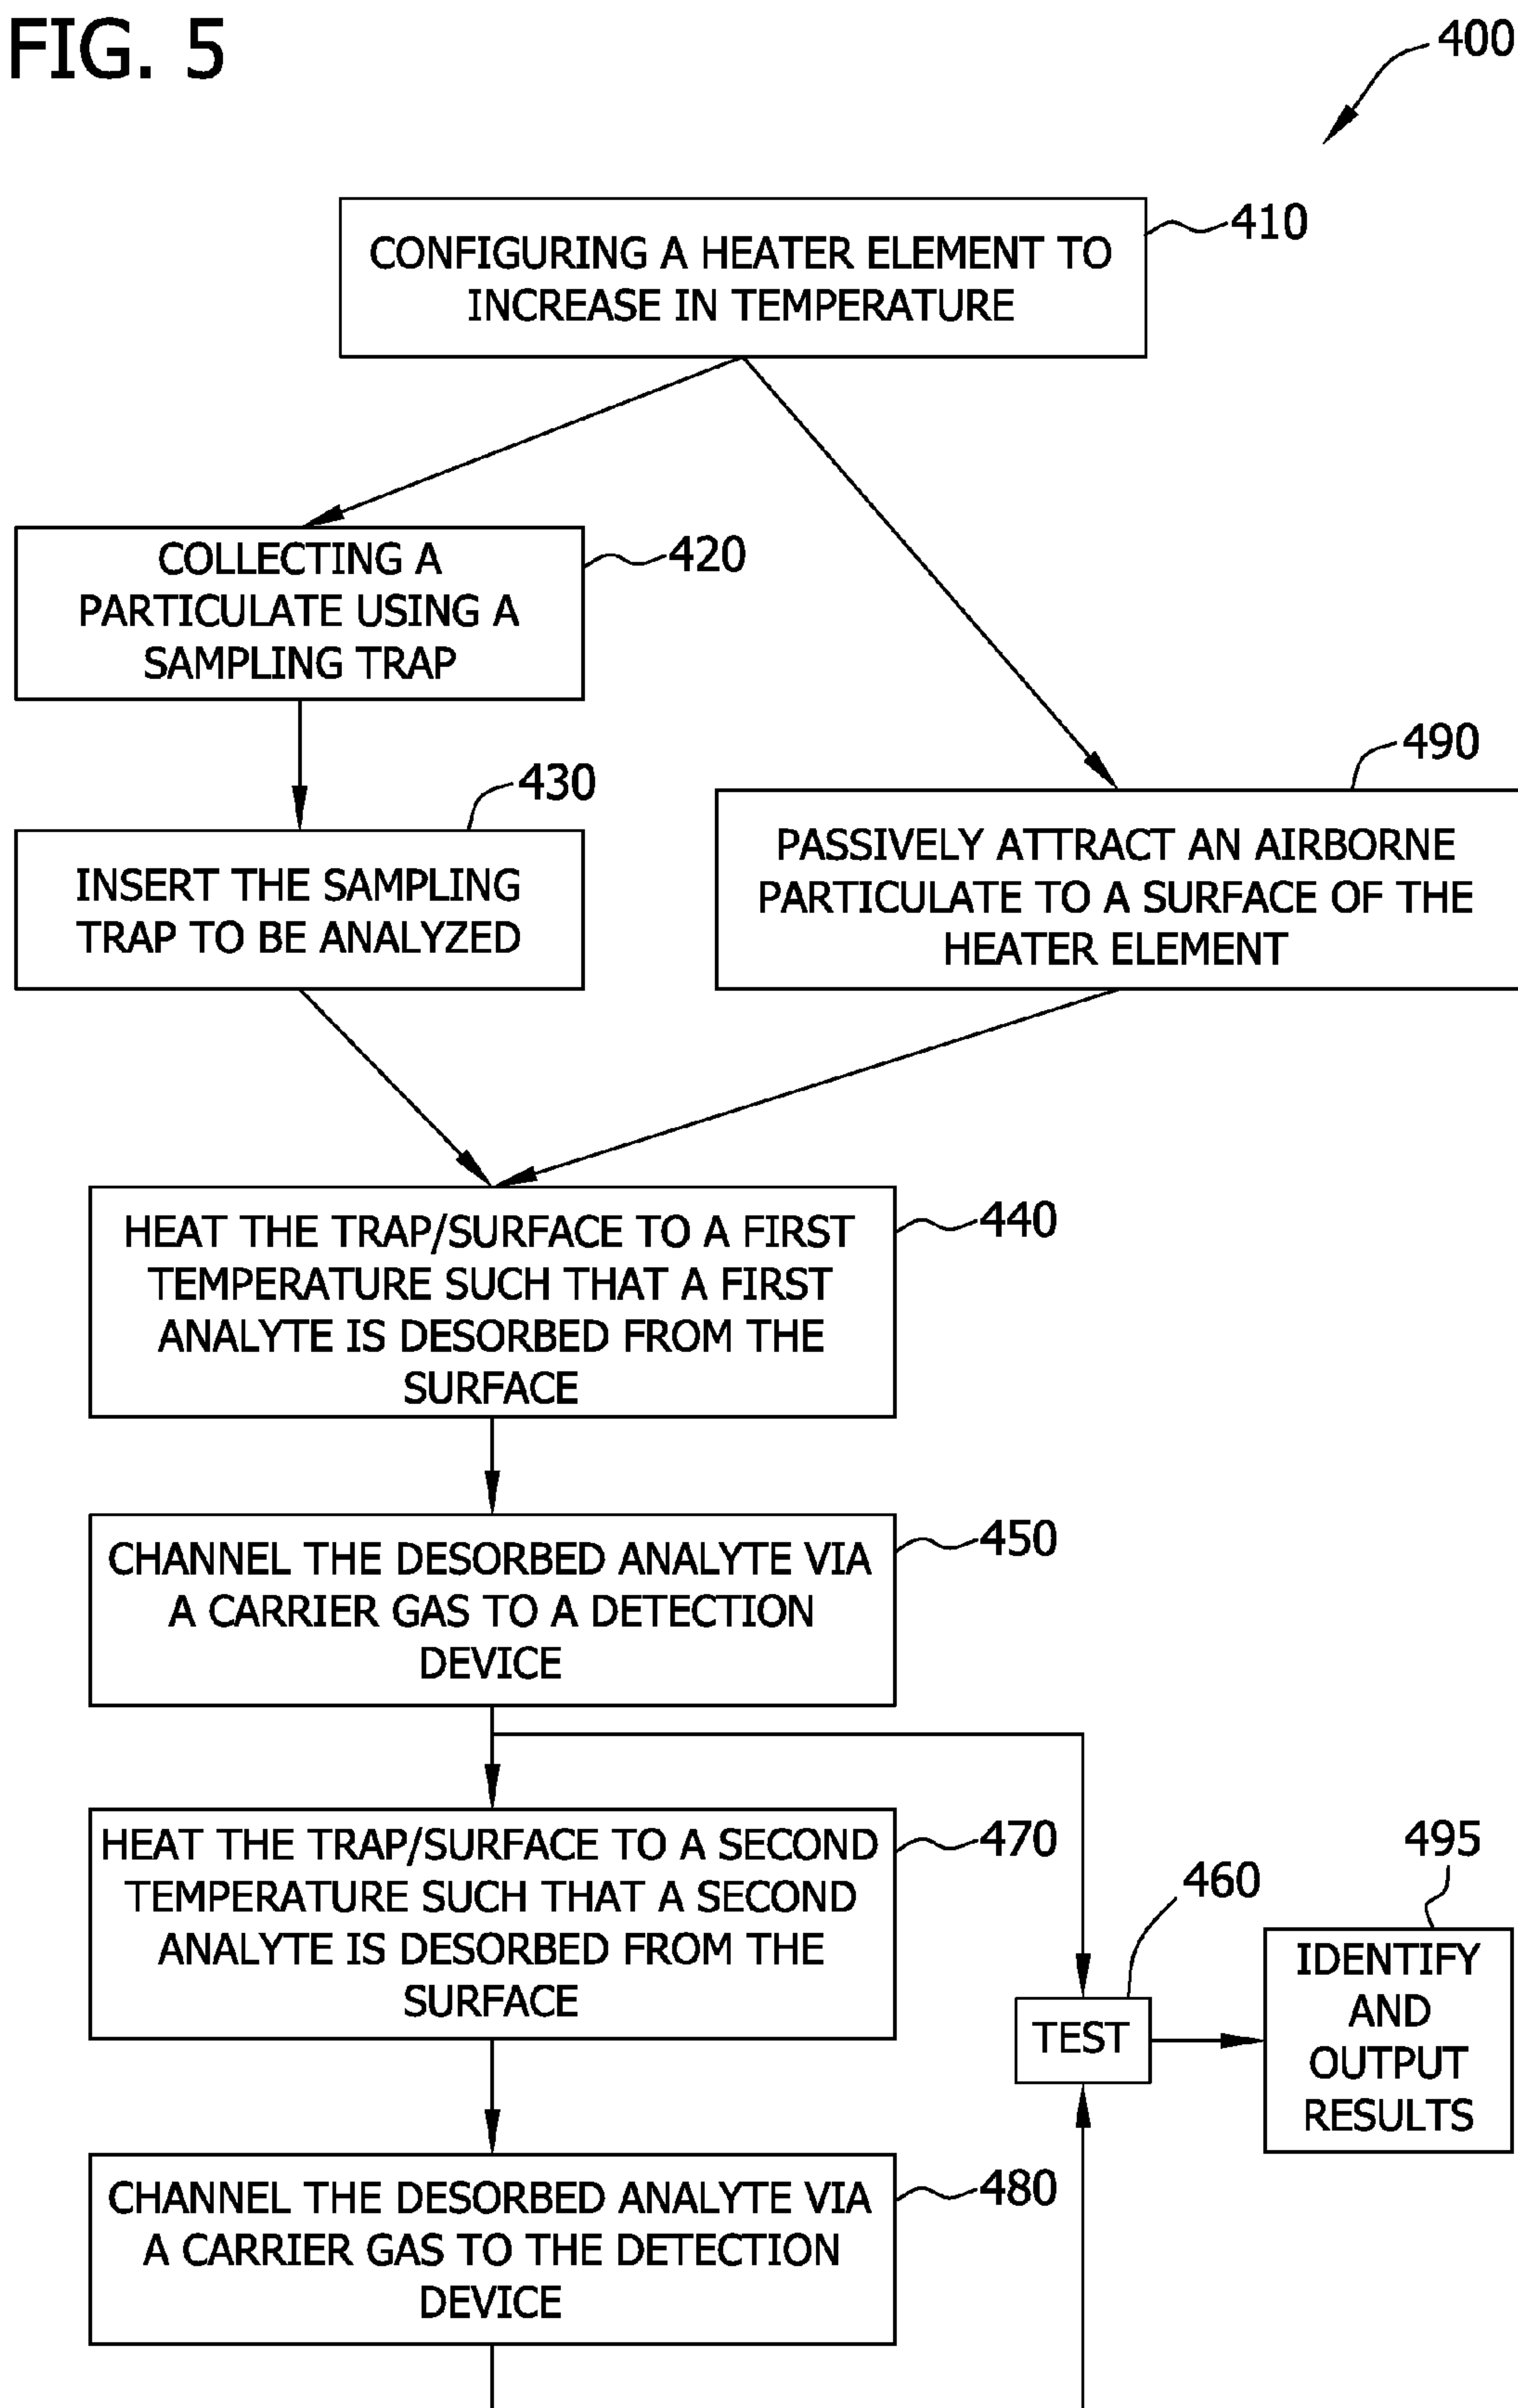 FIG. 5
400
CONFIGURING A HEATER ELEMENT TO
INCREASE IN TEMPERATURE
410
COLLECTING A
PARTICULATE USING A
SAMPLING TRAP
420
490
430
INSERT THE SAMPLING
TRAP TO BE ANALYZED
PASSIVELY ATTRACT AN AIRBORNE
PARTICULATE TO A SURFACE OF THE
HEATER ELEMENT
HEAT THE TRAP/SURFACE TO A FIRST
TEMPERATURE SUCH THAT A FIRST
ANALYTE IS DESORBED FROM THE
SURFACE
440
CHANNEL THE DESORBED ANALYTE VIA
A CARRIER GAS TO A DETECTION
DEVICE
450
HEAT THE TRAP/SURFACE TO A SECOND
TEMPERATURE SUCH THAT A SECOND
ANALYTE IS DESORBED FROM THE
SURFACE
470
460
TEST
495
IDENTIFY
AND
OUTPUT
RESULTS
CHANNEL THE DESORBED ANALYTE VIA
A CARRIER GAS TO THE DETECTION
DEVICE
480